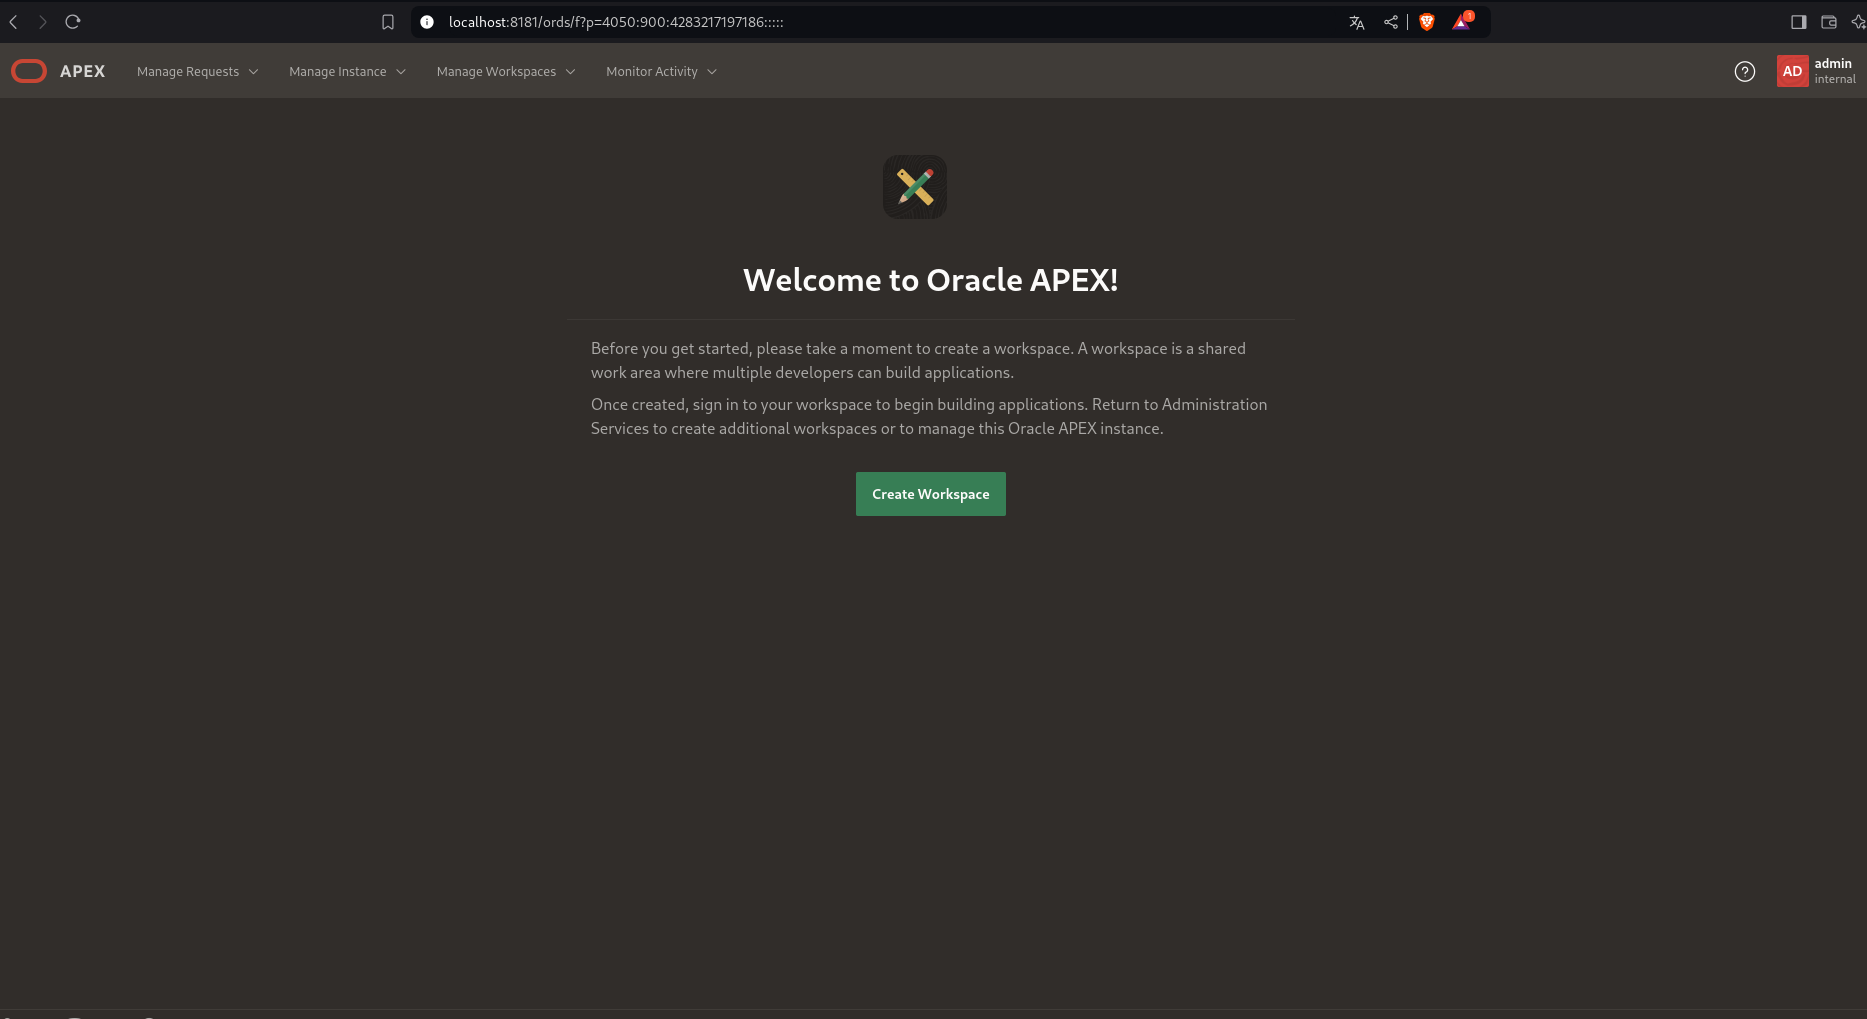 localhost:8181/ords/f?p=4050:900:4283217197186:::::
1
APEX
Manage Requests
Manage Instance
Manage Workspaces
Monitor Activity
?
AD
admin
internal
Welcome to Oracle APEX!
Before you get started, please take a moment to create a workspace. A workspace is a shared
work area where multiple developers can build applications.
Once created, sign in to your workspace to begin building applications. Return to Administration
Services to create additional workspaces or to manage this Oracle APEX instance.
Create Workspace